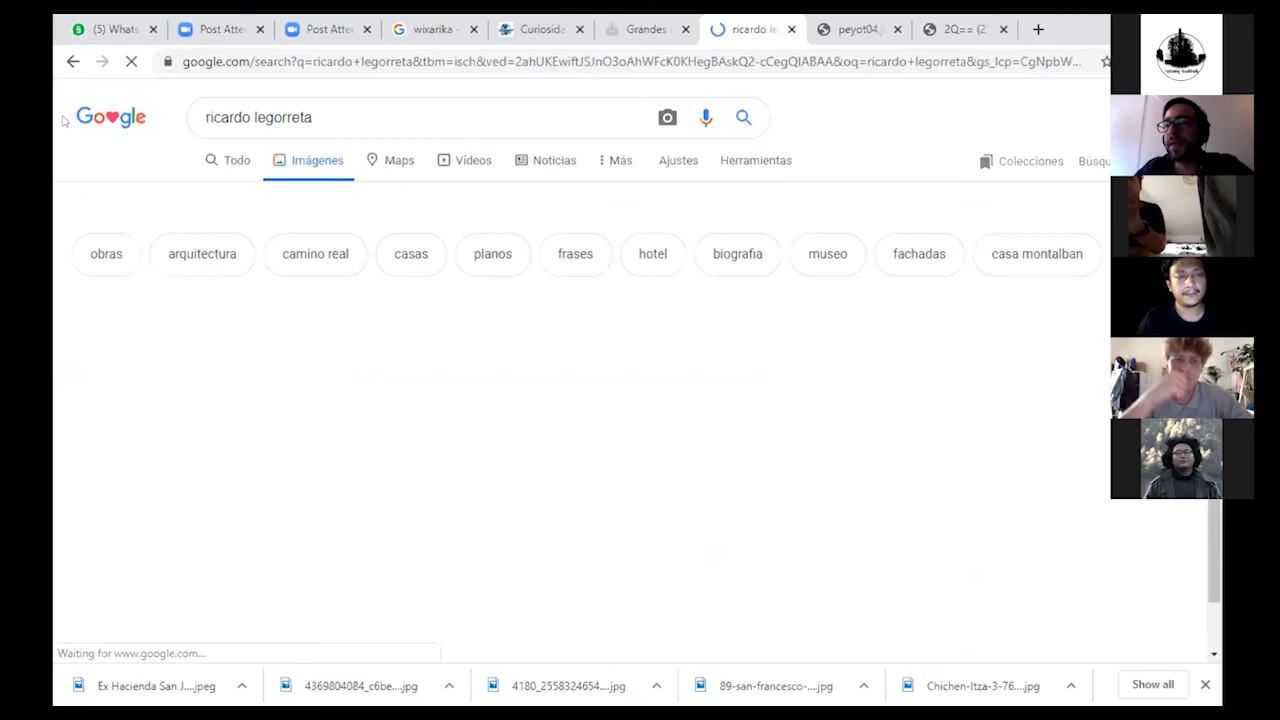 (5) Whats
Post Atte
Post Atte
wixarika -
Curioside
Grandes r
ricardo le
peyot04.j
2Q== (2
google.com/search?q=ricardo+legorreta&tbm=isch&ved=2ahUKEwiftJSJnO3oAhWFcK0KHegBAskQ2-cCegQIABAA&oq=ricardo+legorreta&gs_lcp=CgNpbW...
Google
ricardo legorreta
Todo
Imágenes
Maps
Vídeos
Noticias
Más
Ajustes
Herramientas
Colecciones
Búsqu
obras
arquitectura
camino real
casas
planos
frases
hotel
biografia
museo
fachadas
casa montalban
Waiting for www.google.com...
Ex Hacienda San J....jpeg
4369804084_c6be....jpg
4180_2558324654....jpg
89-san-francesco-....jpg
Chichen-Itza-3-76....jpg
Show all